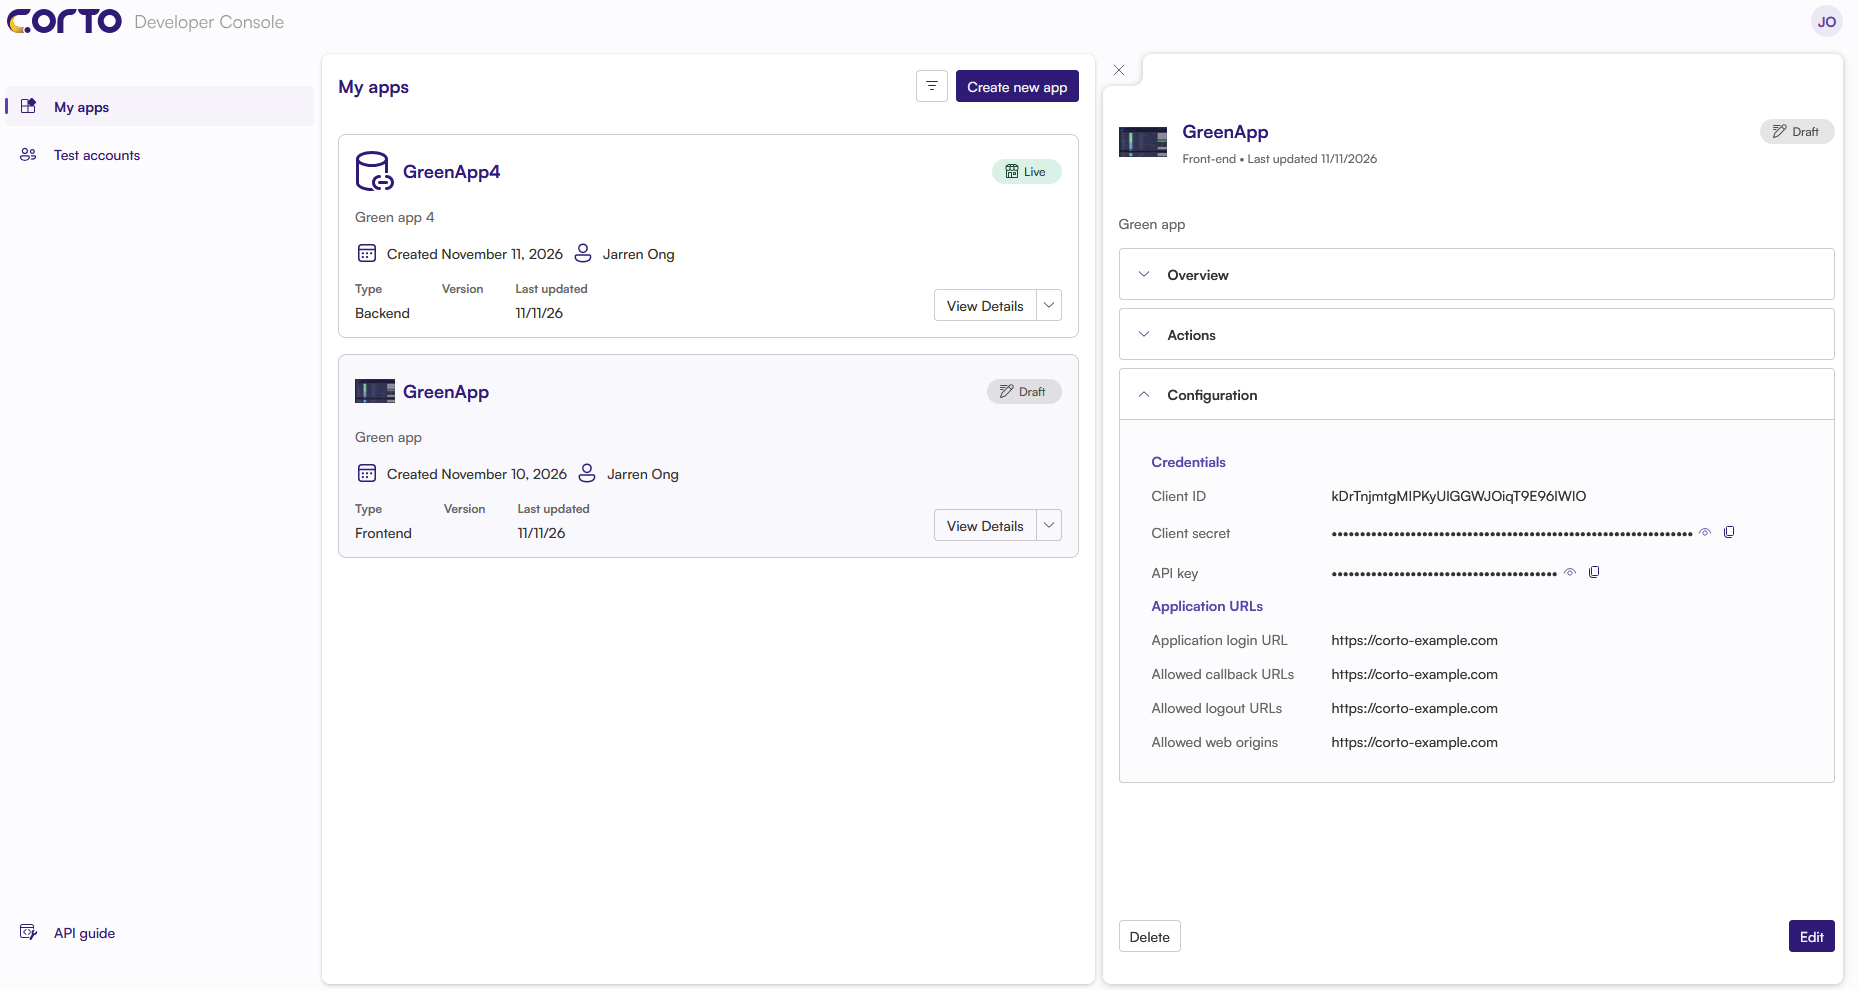 corto Developer Console
JO
My apps
Test accounts
API guide
My apps
Create new app
GreenApp4
Live
Green app 4
Created November 11, 2026 Jarren Ong
Type Version Last updated
Backend 11/11/26
View Details
GreenApp
Draft
Green app
Created November 10, 2026 Jarren Ong
Type Version Last updated
Frontend 11/11/26
View Details
GreenApp
Draft
Front-end • Last updated 11/11/2026
Green app
Overview
Actions
Configuration
Credentials
Client ID kDrTnjmtgMIPKyUIGGWJOiqT9E96IWIO
Client secret
API key
Application URLs
Application login URL https://corto-example.com
Allowed callback URLs https://corto-example.com
Allowed logout URLs https://corto-example.com
Allowed web origins https://corto-example.com
Delete
Edit